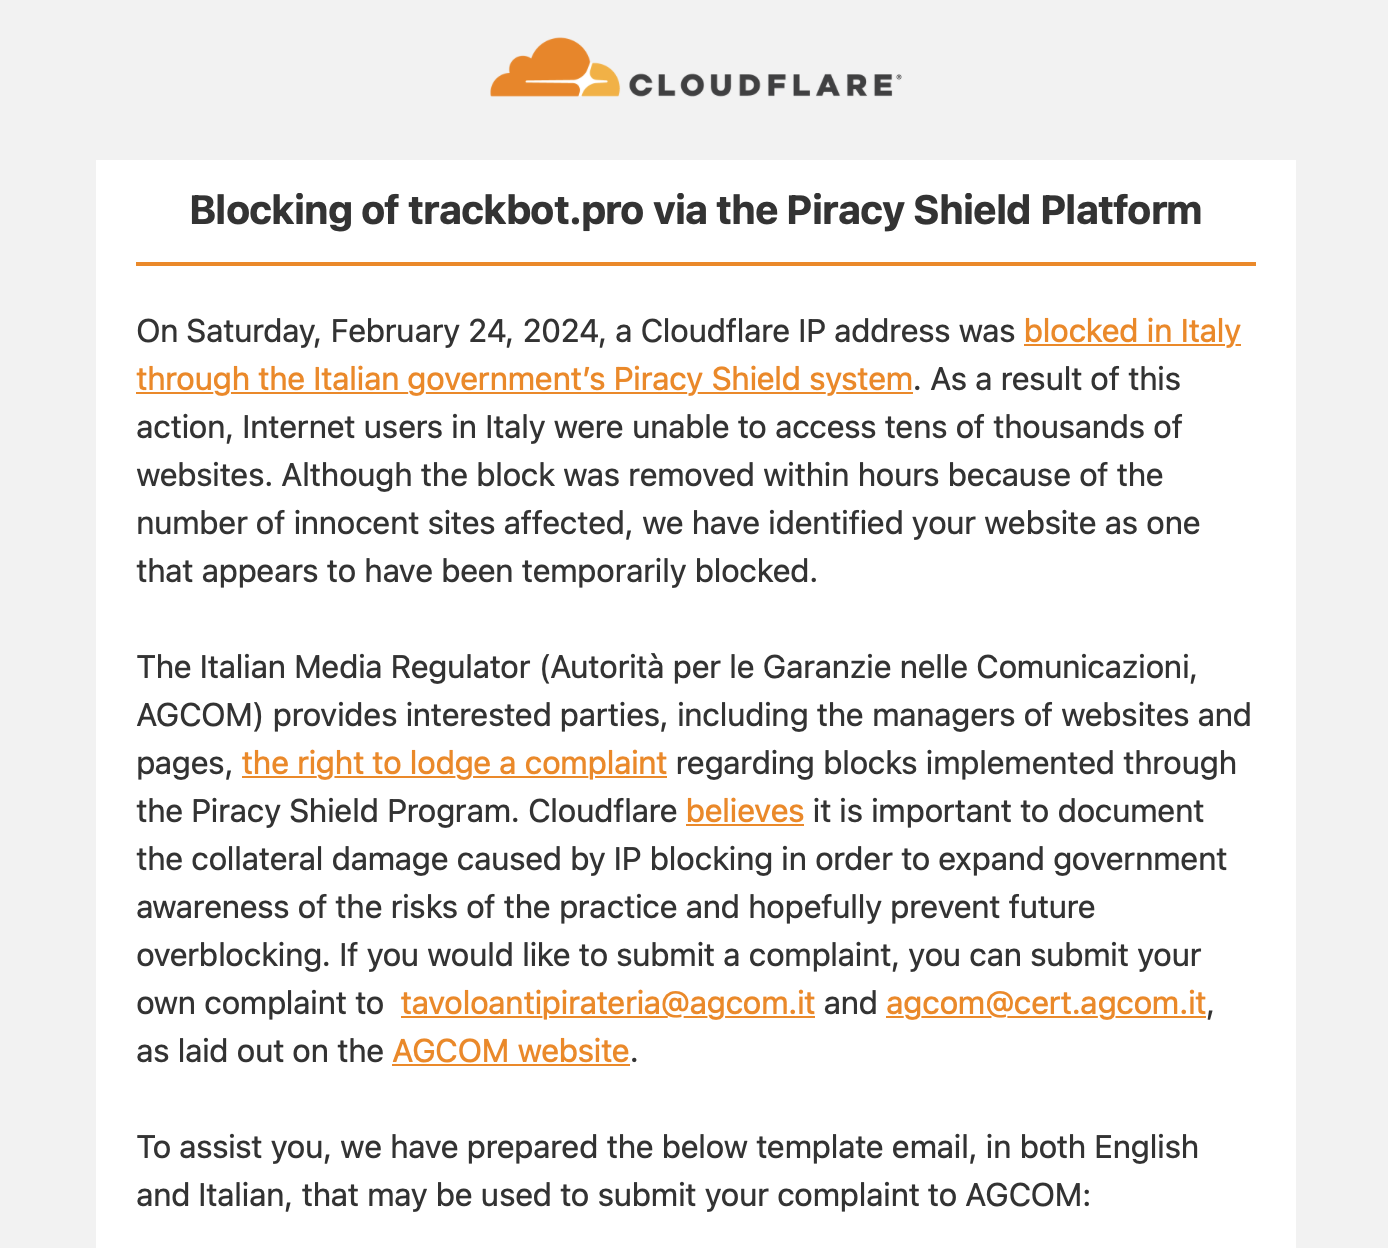 CLOUDFLARE®
Blocking of trackbot.pro via the Piracy Shield Platform
On Saturday, February 24, 2024, a Cloudflare IP address was blocked in Italy
through the Italian government’s Piracy Shield system. As a result of this
action, Internet users in Italy were unable to access tens of thousands of
websites. Although the block was removed within hours because of the
number of innocent sites affected, we have identified your website as one
that appears to have been temporarily blocked.
The Italian Media Regulator (Autorità per le Garanzie nelle Comunicazioni,
AGCOM) provides interested parties, including the managers of websites and
pages, the right to lodge a complaint regarding blocks implemented through
the Piracy Shield Program. Cloudflare believes it is important to document
the collateral damage caused by IP blocking in order to expand government
awareness of the risks of the practice and hopefully prevent future
overblocking. If you would like to submit a complaint, you can submit your
own complaint to tavoloantipirateria@agcom.it and agcom@cert.agcom.it,
as laid out on the AGCOM website.
To assist you, we have prepared the below template email, in both English
and Italian, that may be used to submit your complaint to AGCOM: